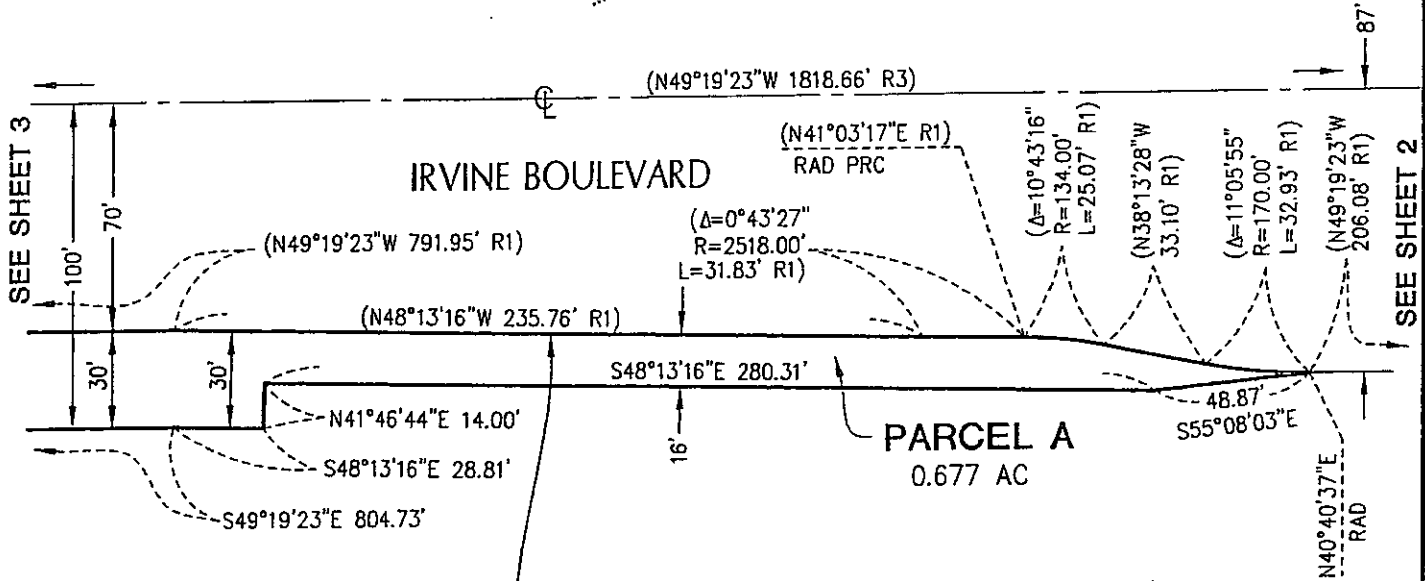 87'
(N49°19'23"W 1818.66' R3)
℄
SEE SHEET 3
100'
70'
IRVINE BOULEVARD
(N41°03'17"E R1)
RAD PRC
(Δ=10°43'16"
R=134.00'
L=25.07' R1)
(N38°13'28"W
33.10' R1)
(Δ=11°05'55"
R=170.00'
L=32.93' R1)
(N49°19'23"W
206.08' R1)
SEE SHEET 2
(N49°19'23"W 791.95' R1)
(Δ=0°43'27"
R=2518.00'
L=31.83' R1)
(N48°13'16"W 235.76' R1)
30'
30'
S48°13'16"E 280.31'
N41°46'44"E 14.00'
16'
48.87'
S55°08'03"E
PARCEL A
0.677 AC
S48°13'16"E 28.81'
S49°19'23"E 804.73'
N40°40'37"E
RAD